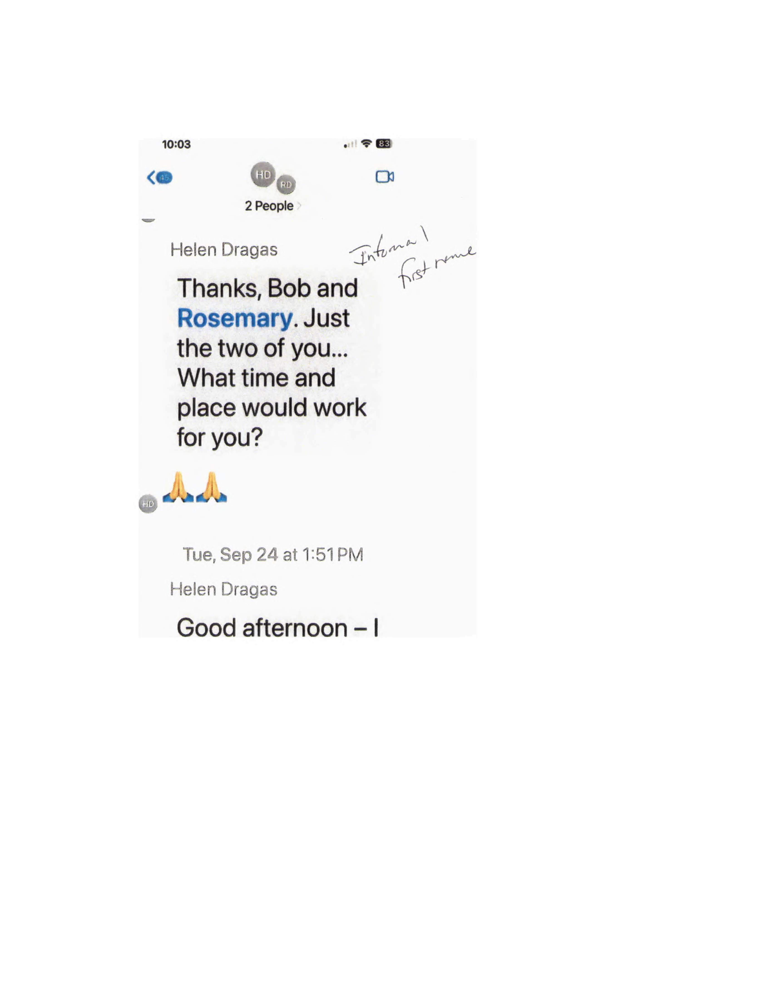 10:03
83
45
HD
RD
2 People
Helen Dragas
Informal
first name
Thanks, Bob and
Rosemary. Just
the two of you...
What time and
place would work
for you?
🙏🙏
HD
Tue, Sep 24 at 1:51 PM
Helen Dragas
Good afternoon – I